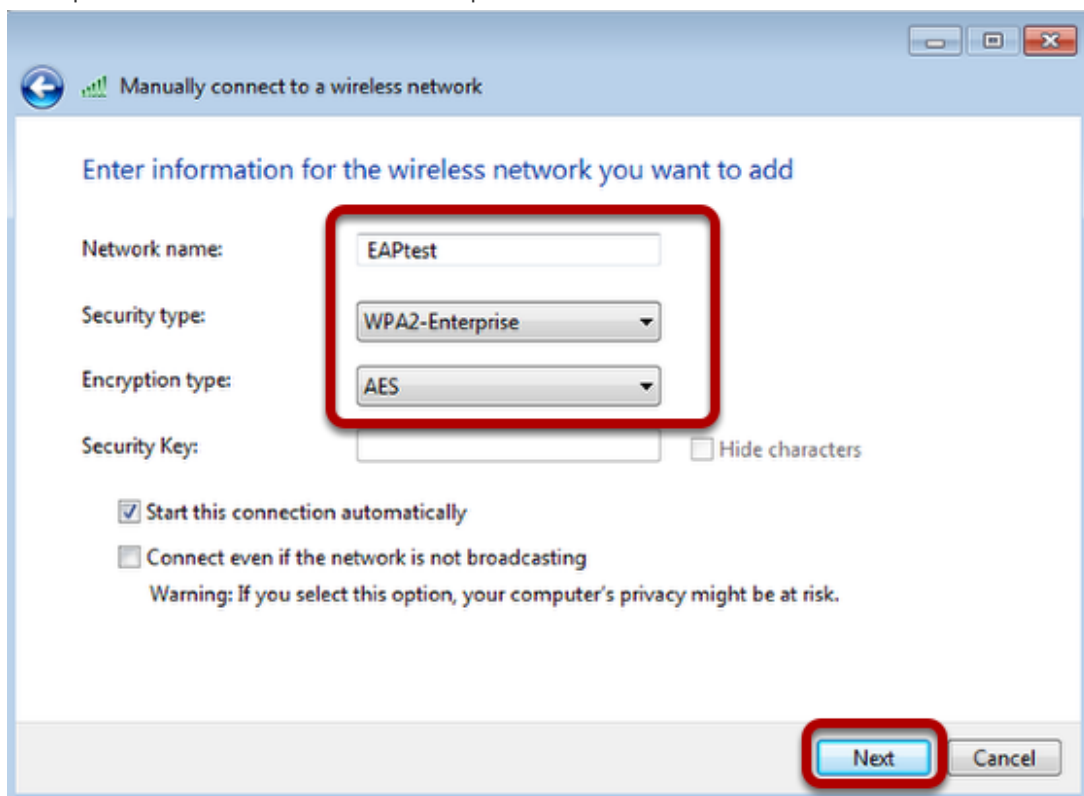 Manually connect to a wireless network
Enter information for the wireless network you want to add
Network name: EAPtest
Security type: WPA2-Enterprise
Encryption type: AES
Security Key: Hide characters
Start this connection automatically
Connect even if the network is not broadcasting
Warning: If you select this option, your computer's privacy might be at risk.
Next Cancel